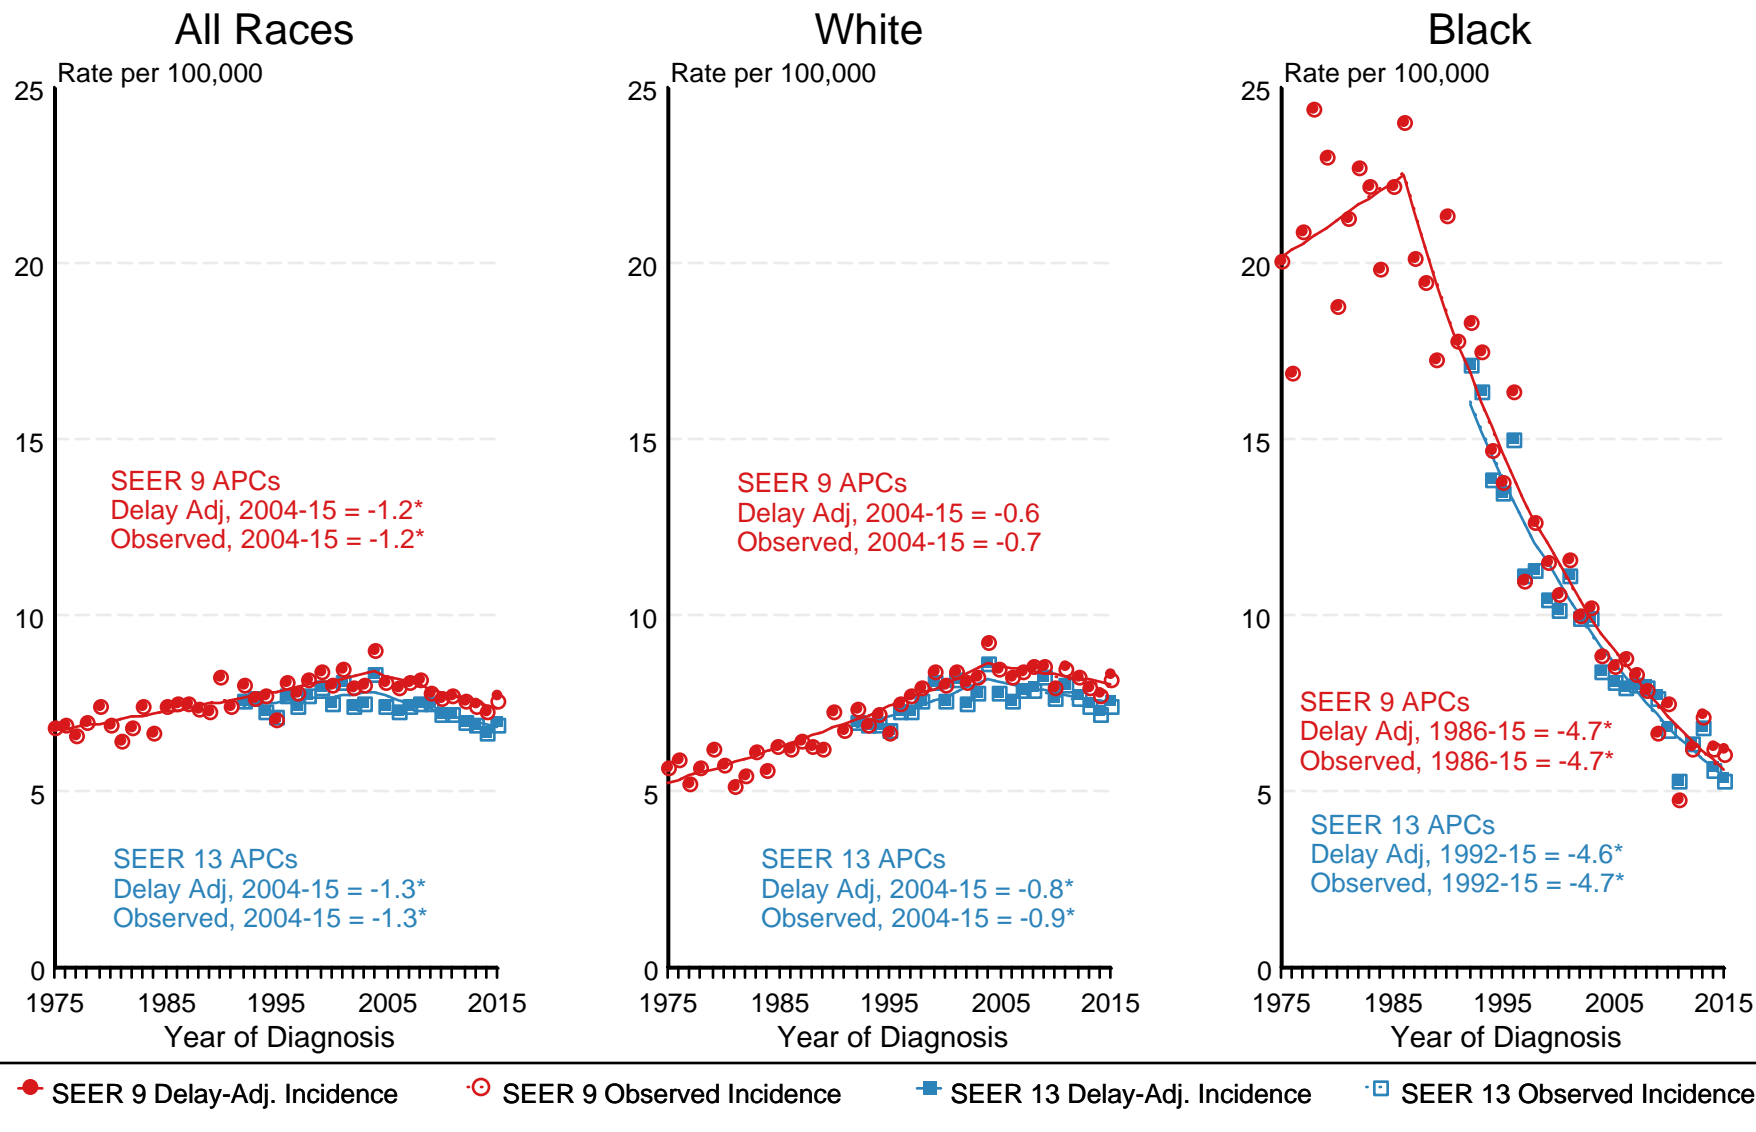 All Races
Rate per 100,000
25
20
15
10
5
0
SEER 9 APCs
Delay Adj, 2004-15 = -1.2*
Observed, 2004-15 = -1.2*
SEER 13 APCs
Delay Adj, 2004-15 = -1.3*
Observed, 2004-15 = -1.3*
1975 1985 1995 2005 2015
Year of Diagnosis
White
Rate per 100,000
25
20
15
10
5
0
SEER 9 APCs
Delay Adj, 2004-15 = -0.6
Observed, 2004-15 = -0.7
SEER 13 APCs
Delay Adj, 2004-15 = -0.8*
Observed, 2004-15 = -0.9*
1975 1985 1995 2005 2015
Year of Diagnosis
Black
Rate per 100,000
25
20
15
10
5
0
SEER 9 APCs
Delay Adj, 1986-15 = -4.7*
Observed, 1986-15 = -4.7*
SEER 13 APCs
Delay Adj, 1992-15 = -4.6*
Observed, 1992-15 = -4.7*
1975 1985 1995 2005 2015
Year of Diagnosis
SEER 9 Delay-Adj. Incidence SEER 9 Observed Incidence SEER 13 Delay-Adj. Incidence SEER 13 Observed Incidence